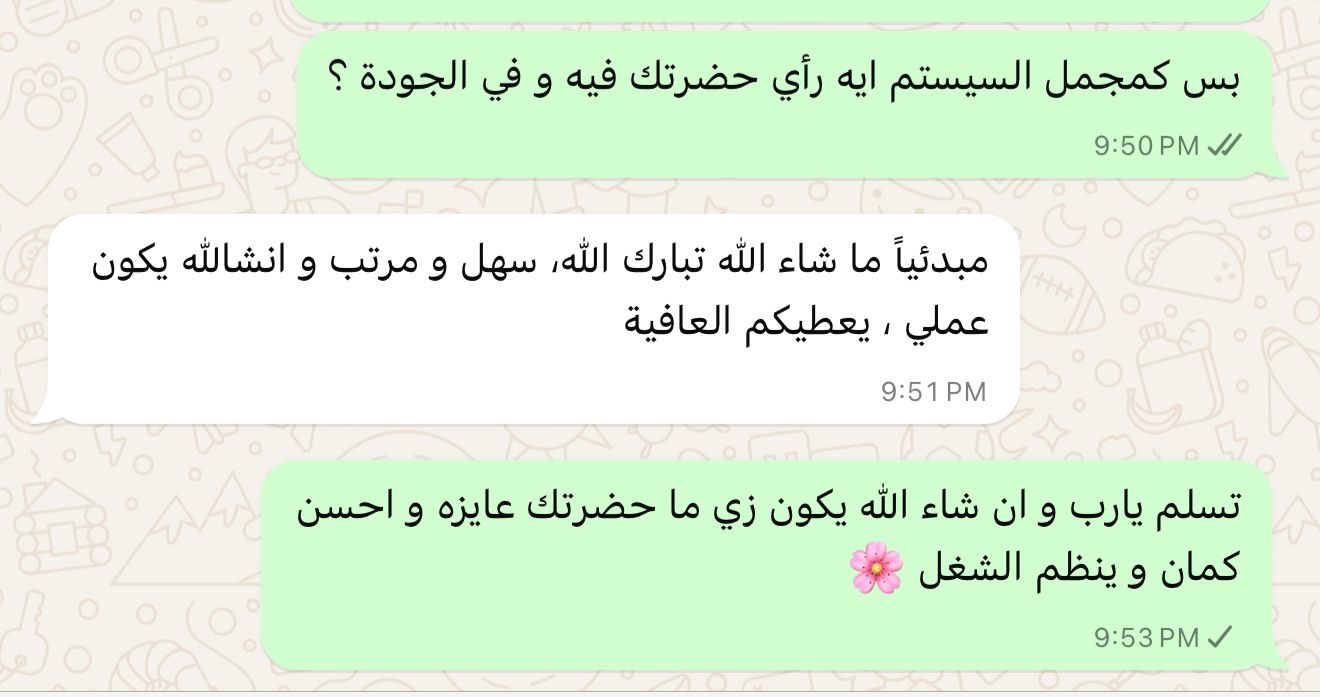 بس كمجمل السيستم ايه رأي حضرتك فيه و في الجودة ؟
9:50 PM
مبدئياً ما شاء الله تبارك الله، سهل و مرتب و انشالله يكون
عملي ، يعطيكم العافية
9:51 PM
تسلم يارب و ان شاء الله يكون زي ما حضرتك عايزه و احسن
كمان و ينظم الشغل 🌸
9:53 PM